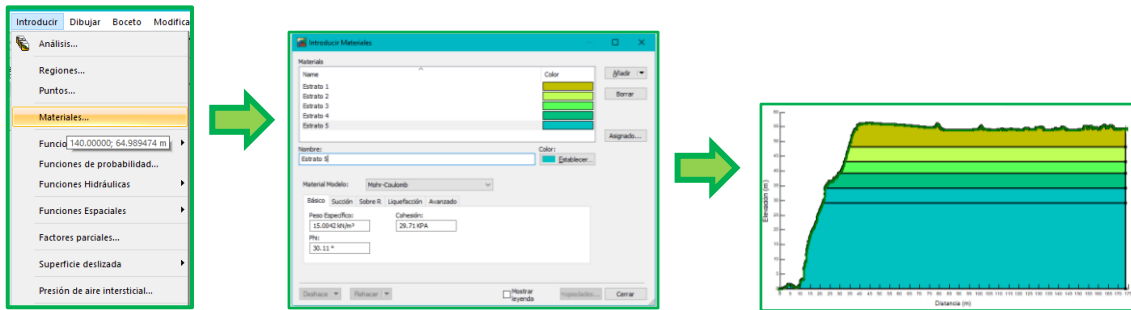 Introducir Dibujar Boceto Modifica
Análisis...
Regiones...
Puntos...
Materiales...
Funcio 140.00000; 64.989474 m
Funciones de probabilidad...
Funciones Hidráulicas
Funciones Espaciales
Factores parciales...
Superficie deslizada
Presión de aire intersticial...
Introducir Materiales
Materials
Name Color
Estrato 1
Estrato 2
Estrato 3
Estrato 4
Estrato 5
Añadir
Borrar
Asignado...
Nombre: Color:
Estrato 5 Establecer...
Material Modelo: Mohr-Coulomb
Básico Succión Sobre R. Liquefacción Avanzado
Peso Específico: Cohesión:
15.0042 kN/m³ 29.71 KPA
Phi:
30.11 °
Deshace Rehacer Mostrar leyenda Cerrar
Elevación (m)
Distancia (m)